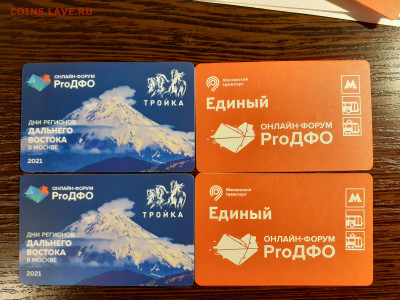 COINS.LAVE.RU
ОНЛАЙН-ФОРУМ
ProДФО
ТРОЙКА
ДНИ РЕГИОНОВ
ДАЛЬНЕГО
ВОСТОКА
В МОСКВЕ
2021
Московский
транспорт
М
Единый
ОНЛАЙН-ФОРУМ
ProДФО
ОНЛАЙН-ФОРУМ
ProДФО
ТРОЙКА
ДНИ РЕГИОНОВ
ДАЛЬНЕГО
ВОСТОКА
В МОСКВЕ
2021
Московский
транспорт
М
Единый
ОНЛАЙН-ФОРУМ
ProДФО